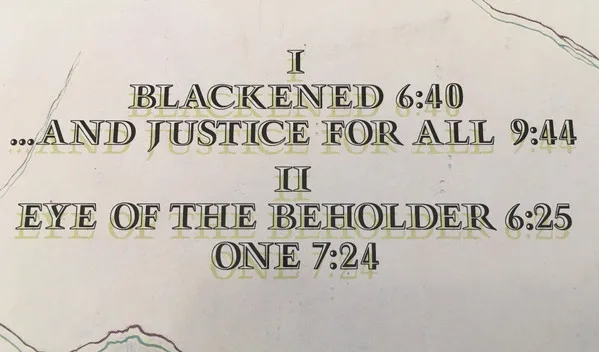 I
BLACKENED 6:40
...AND JUSTICE FOR ALL 9:44
II
EYE OF THE BEHOLDER 6:25
ONE 7:24